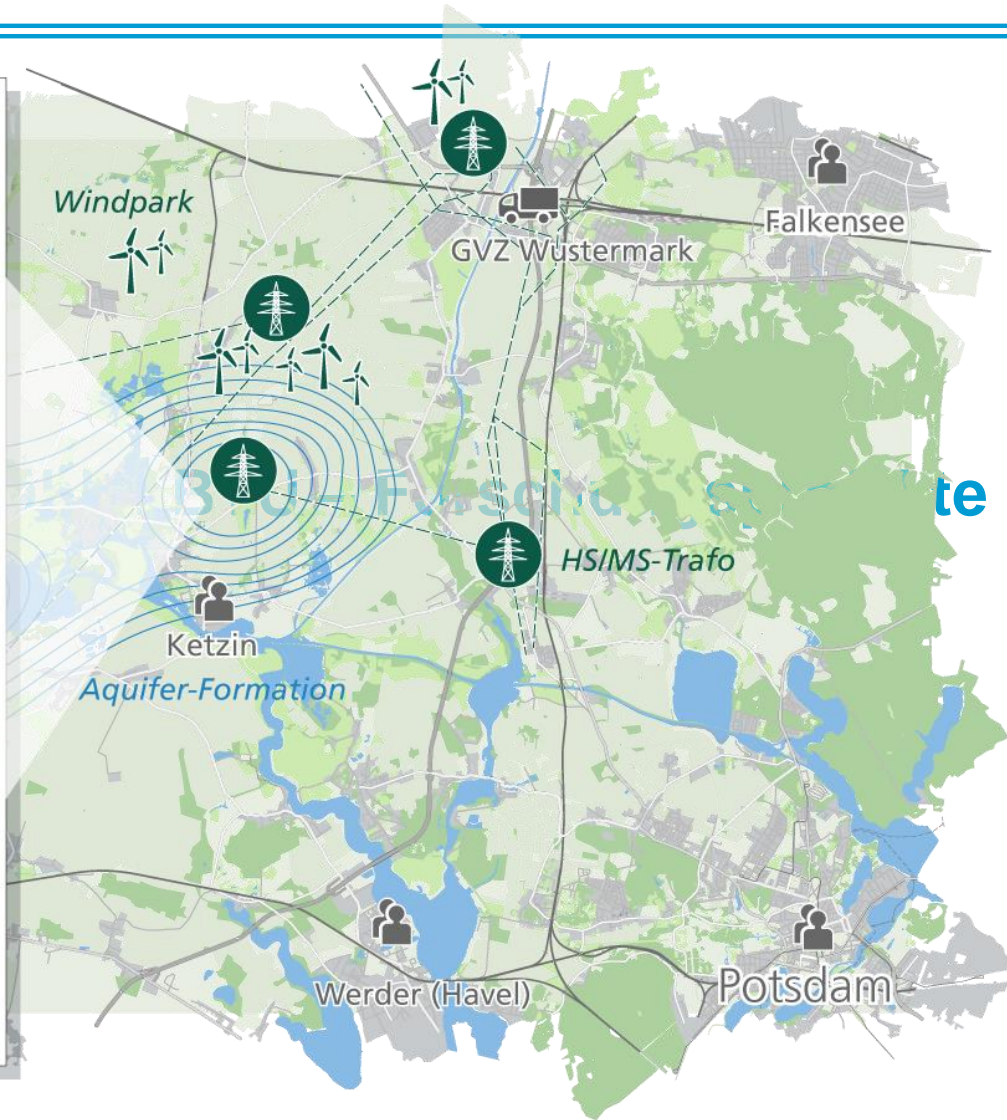 Windpark
Falkensee
GVZ Wustermark
HS/MS-Trafo
Ketzin
Aquifer-Formation
Werder (Havel)
Potsdam